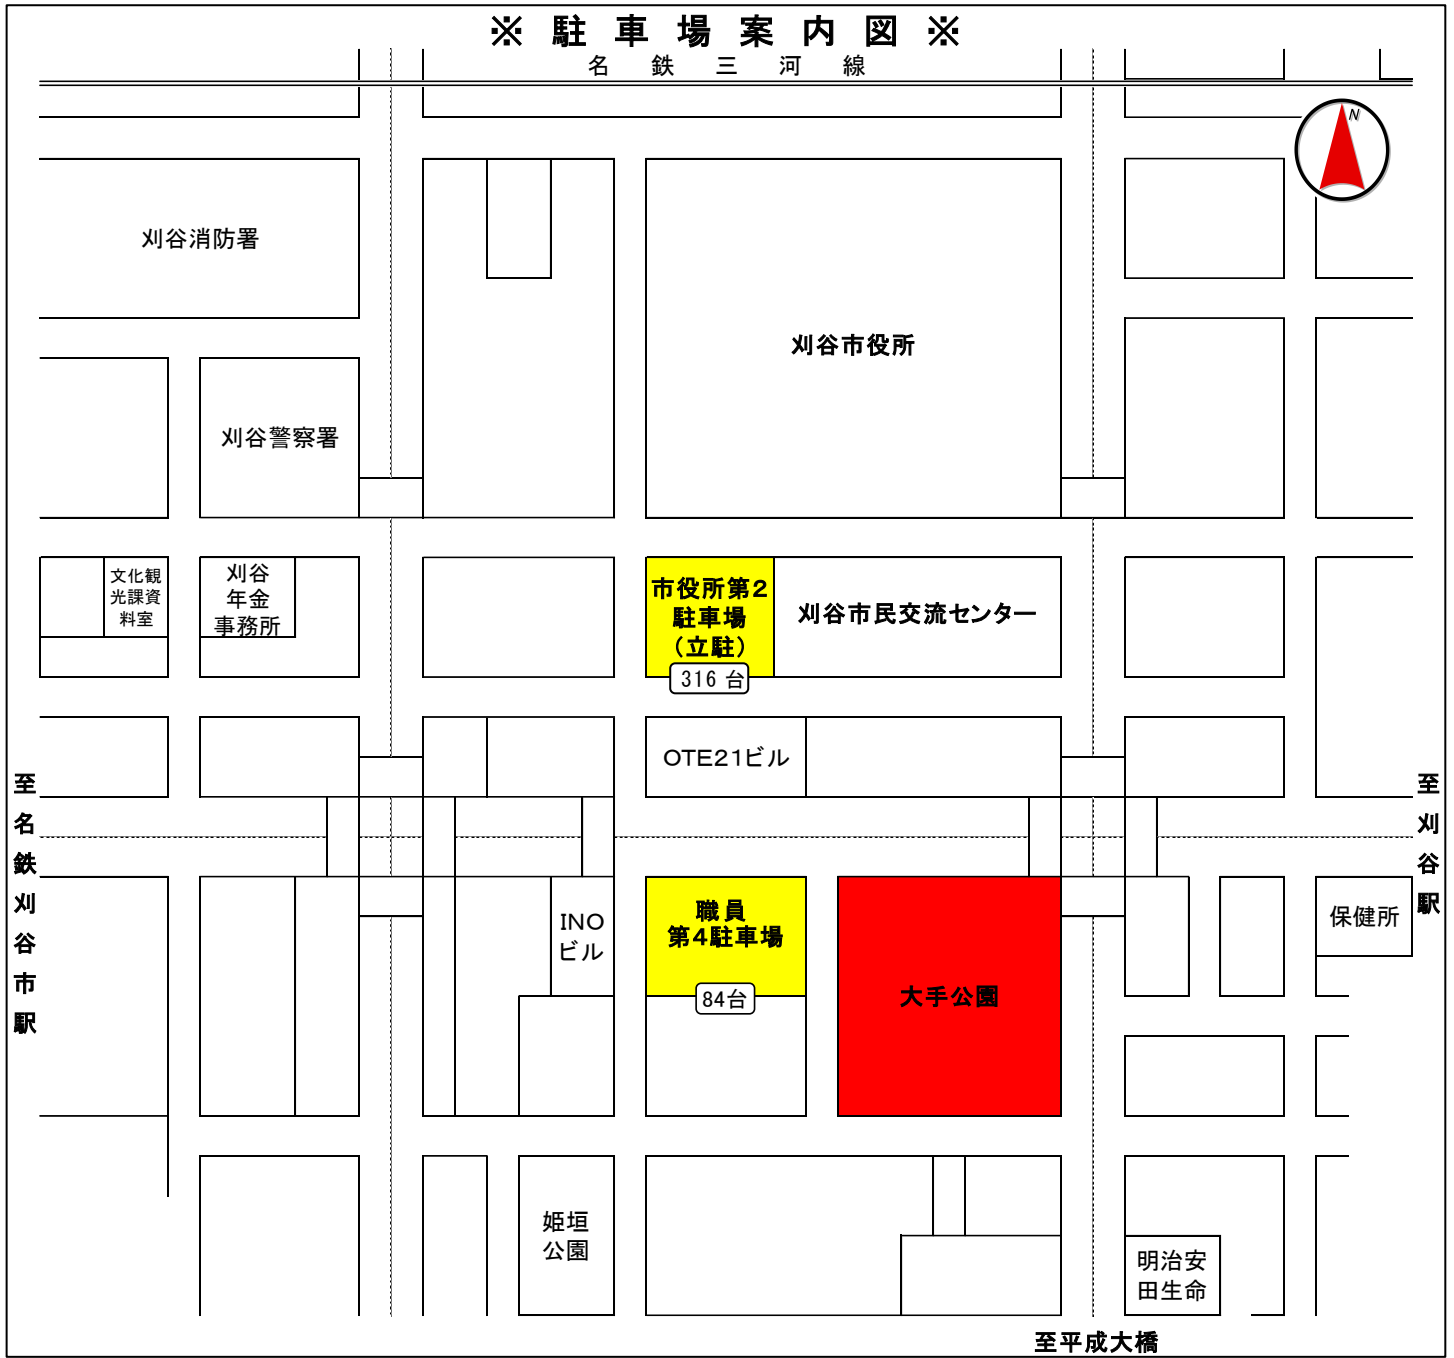 ※ 駐 車 場 案 内 図 ※
名 鉄 三 河 線
N
刈谷消防署
刈谷市役所
刈谷警察署
文化観
光課資
料室
刈谷
年金
事務所
市役所第2
駐車場
（立駐）
316 台
刈谷市民交流センター
OTE21ビル
至名鉄刈谷市駅
至刈谷駅
INO
ビル
職員
第4駐車場
84台
大手公園
保健所
姫垣
公園
明治安
田生命
至平成大橋